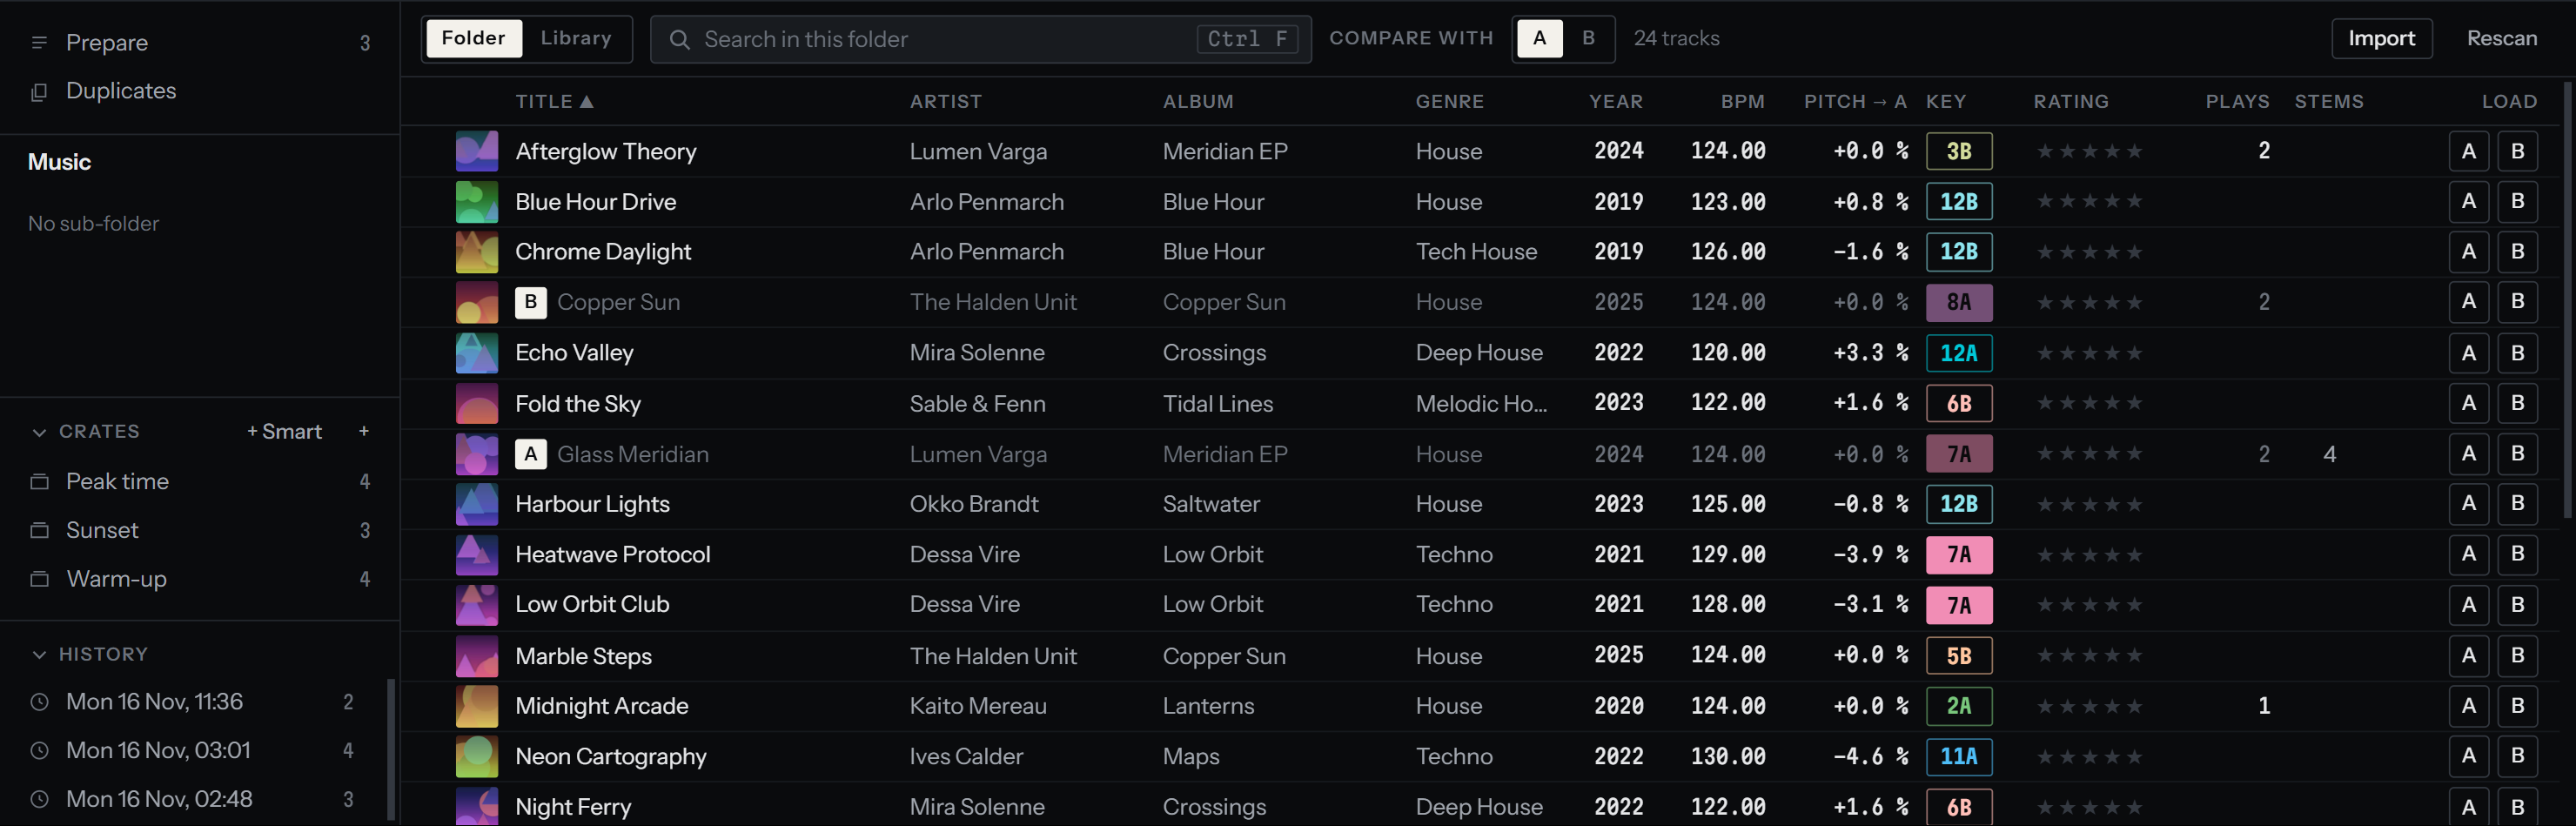 Prepare 3
Duplicates
Music
No sub-folder
CRATES + Smart +
Peak time 4
Sunset 3
Warm-up 4
HISTORY
Mon 16 Nov, 11:36 2
Mon 16 Nov, 03:01 4
Mon 16 Nov, 02:48 3
Folder Library Search in this folder Ctrl F COMPARE WITH A B 24 tracks Import Rescan
TITLE ▲ ARTIST ALBUM GENRE YEAR BPM PITCH → A KEY RATING PLAYS STEMS LOAD
Afterglow Theory Lumen Varga Meridian EP House 2024 124.00 +0.0 % 3B ★★★★★ 2 A B
Blue Hour Drive Arlo Penmarch Blue Hour House 2019 123.00 +0.8 % 12B ★★★★★ A B
Chrome Daylight Arlo Penmarch Blue Hour Tech House 2019 126.00 −1.6 % 12B ★★★★★ A B
B Copper Sun The Halden Unit Copper Sun House 2025 124.00 +0.0 % 8A ★★★★★ 2 A B
Echo Valley Mira Solenne Crossings Deep House 2022 120.00 +3.3 % 12A ★★★★★ A B
Fold the Sky Sable & Fenn Tidal Lines Melodic Ho... 2023 122.00 +1.6 % 6B ★★★★★ A B
A Glass Meridian Lumen Varga Meridian EP House 2024 124.00 +0.0 % 7A ★★★★★ 2 4 A B
Harbour Lights Okko Brandt Saltwater House 2023 125.00 −0.8 % 12B ★★★★★ A B
Heatwave Protocol Dessa Vire Low Orbit Techno 2021 129.00 −3.9 % 7A ★★★★★ A B
Low Orbit Club Dessa Vire Low Orbit Techno 2021 128.00 −3.1 % 7A ★★★★★ A B
Marble Steps The Halden Unit Copper Sun House 2025 124.00 +0.0 % 5B ★★★★★ A B
Midnight Arcade Kaito Mereau Lanterns House 2020 124.00 +0.0 % 2A ★★★★★ 1 A B
Neon Cartography Ives Calder Maps Techno 2022 130.00 −4.6 % 11A ★★★★★ A B
Night Ferry Mira Solenne Crossings Deep House 2022 122.00 +1.6 % 6B ★★★★★ A B